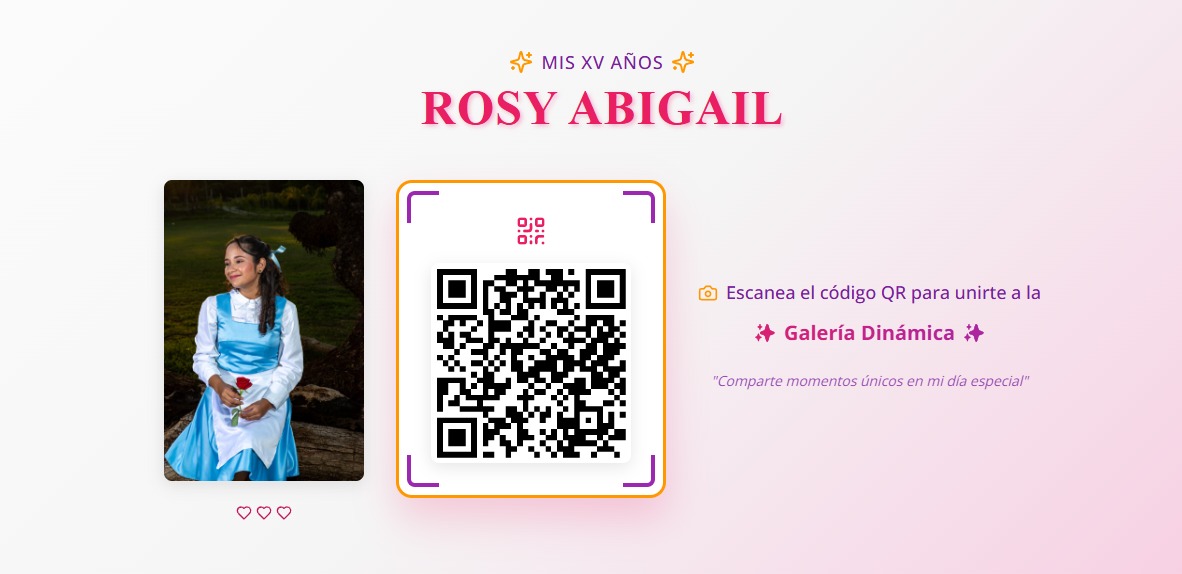 MIS XV AÑOS
ROSY ABIGAIL
Escanea el código QR para unirte a la
Galería Dinámica
"Comparte momentos únicos en mi día especial"